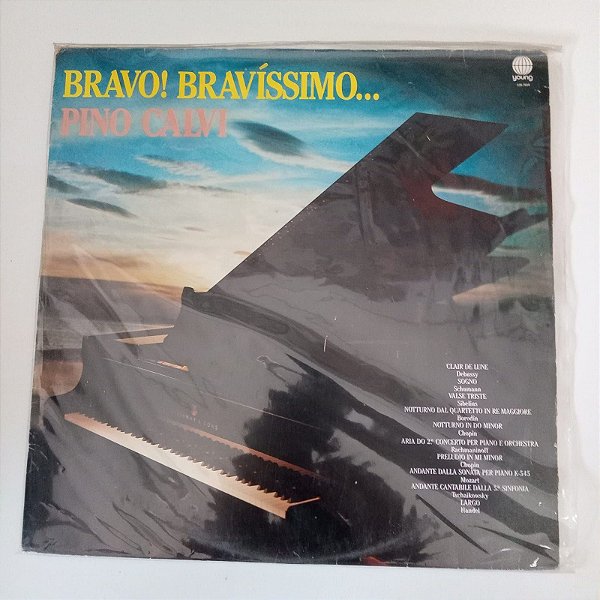 BRAVO! BRAVÍSSIMO...
PINO CALVI
young
CLAIR DE LUNE
Debussy
SOGNO
Schumann
VALSE TRISTE
Sibelius
NOTTURNO DAL QUARTETTO IN RE MAGGIORE
Borodin
NOTTURNO IN DO MINOR
Chopin
ARIA DO 2º CONCERTO PER PIANO E ORCHESTRA
Rachmaninoff
PRELUDIO IN MI MINOR
Chopin
ANDANTE DALLA SONATA PER PIANO K-545
Mozart
ANDANTE CANTABILE DALLA 5ª SINFONIA
Tschaikowsky
LARGO
Handel